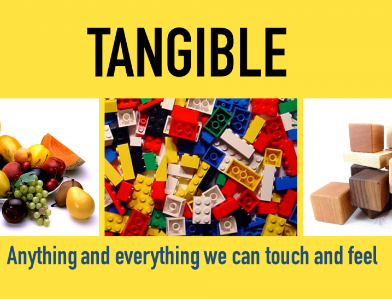 TANGIBLE
Anything and everything we can touch and feel